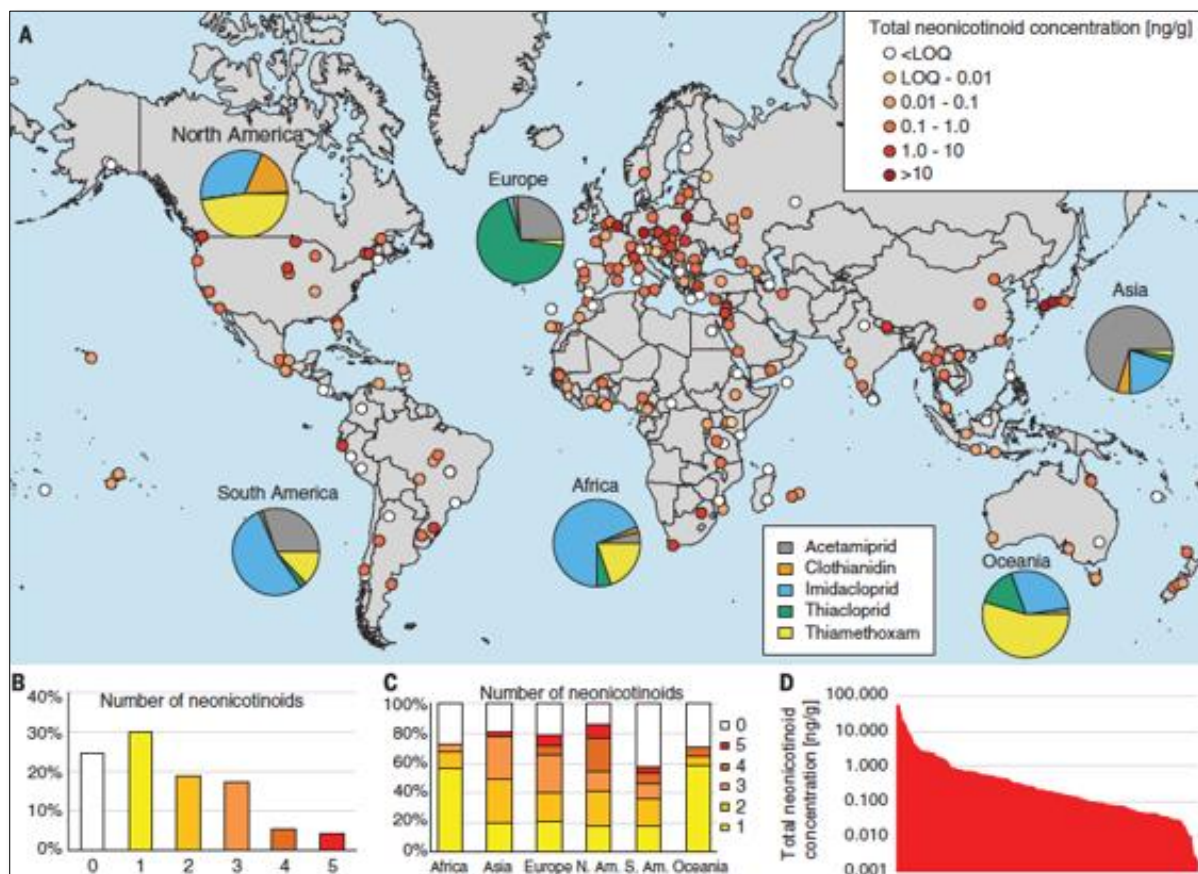 A
Total neonicotinoid concentration [ng/g]
<LOQ
LOQ - 0.01
0.01 - 0.1
0.1 - 1.0
1.0 - 10
>10
North America
Europe
Asia
South America
Africa
Oceania
Acetamiprid
Clothianidin
Imidacloprid
Thiacloprid
Thiamethoxam
B
Number of neonicotinoids
40%
30%
20%
10%
0%
0 1 2 3 4 5
C
Number of neonicotinoids
100%
80%
60%
40%
20%
0%
Africa Asia Europe N. Am. S. Am. Oceania
0
5
4
3
2
1
D
Total neonicotinoid
concentration [ng/g]
100.000
10.000
1.000
0.100
0.010
0.001